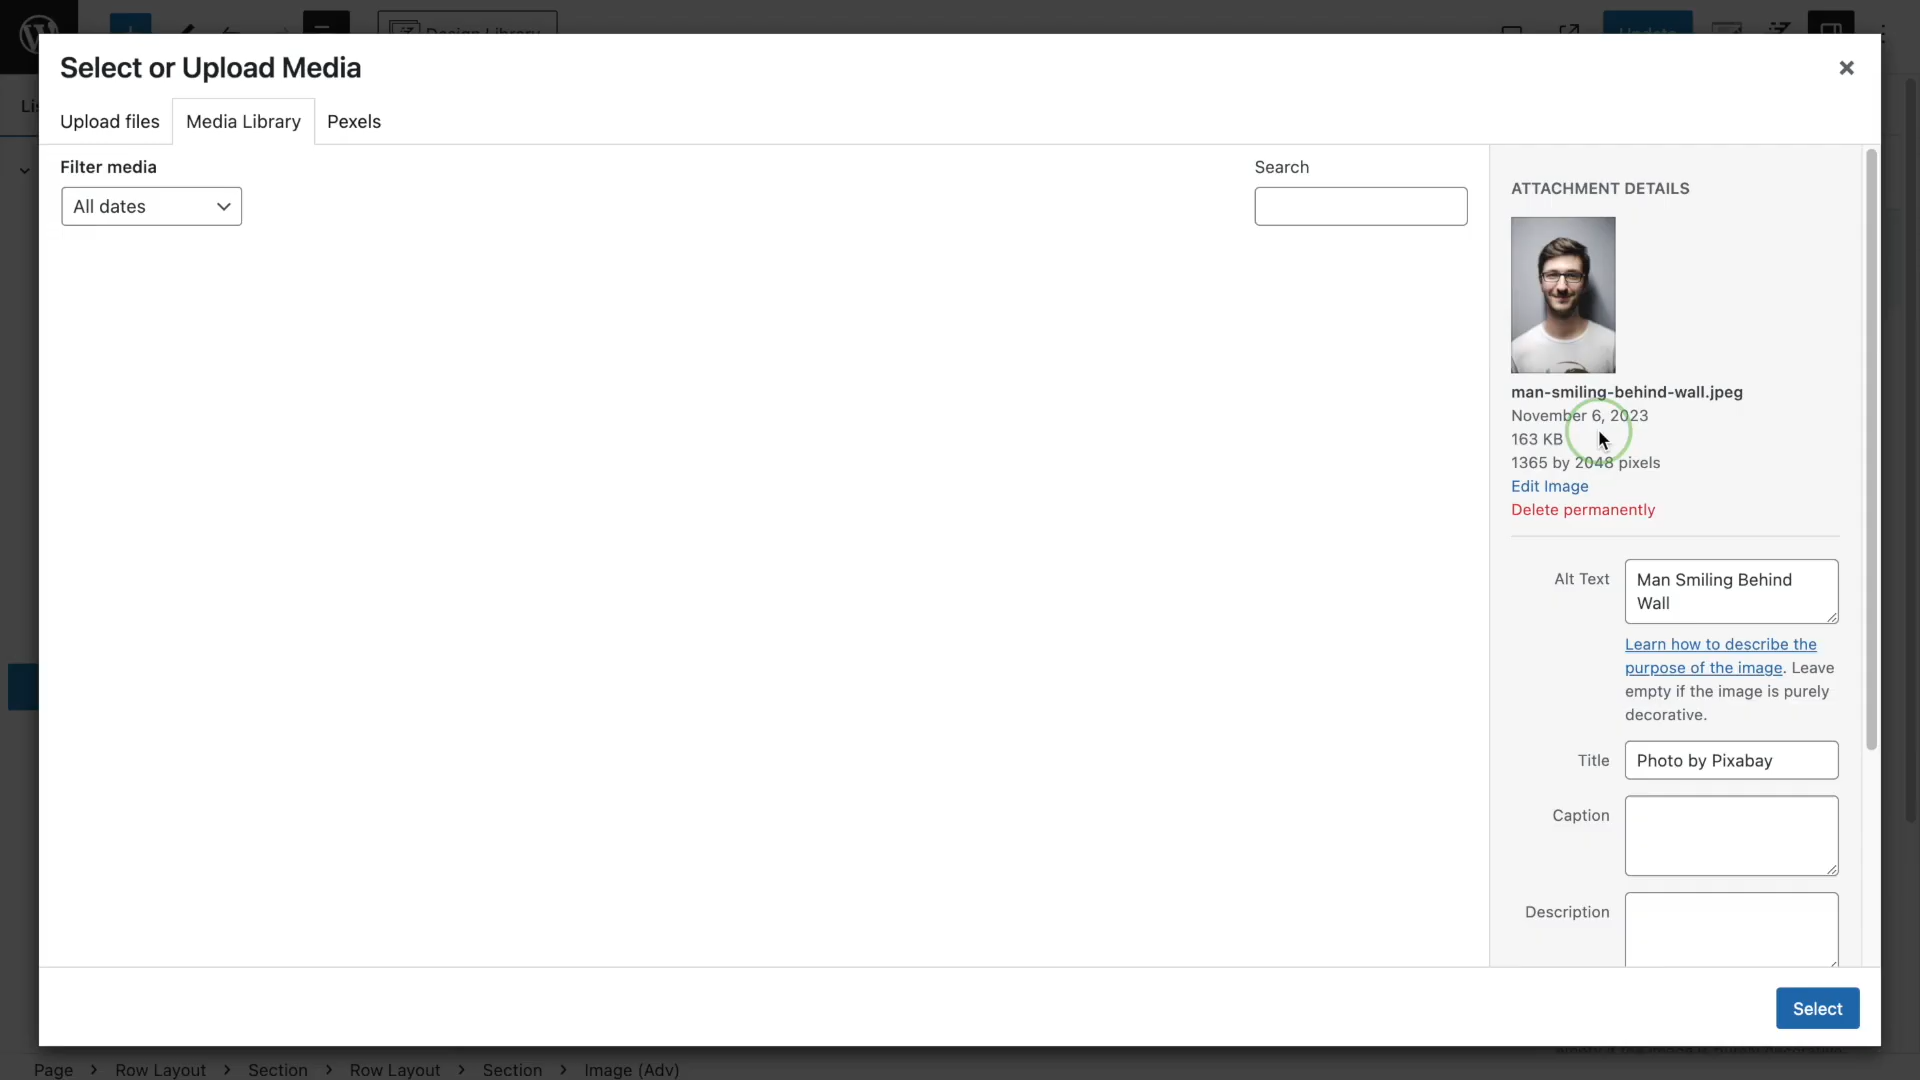 Design Library
Update
Select or Upload Media
Upload files
Media Library
Pexels
Filter media
All dates
Search
ATTACHMENT DETAILS
man-smiling-behind-wall.jpeg
November 6, 2023
163 KB
1365 by 2048 pixels
Edit Image
Delete permanently
Alt Text
Man Smiling Behind
Wall
Learn how to describe the
purpose of the image. Leave
empty if the image is purely
decorative.
Title
Photo by Pixabay
Caption
Description
Select
Page > Row Layout > Section > Row Layout > Section > Image (Adv)